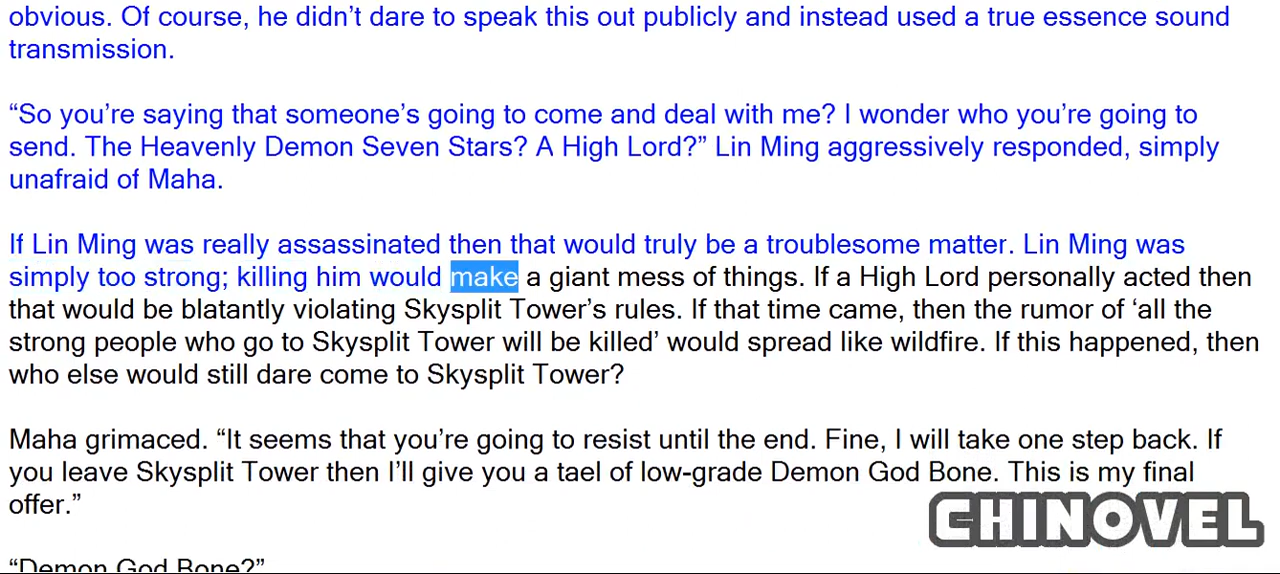 obvious. Of course, he didn’t dare to speak this out publicly and instead used a true essence sound
transmission.
“So you’re saying that someone’s going to come and deal with me? I wonder who you’re going to
send. The Heavenly Demon Seven Stars? A High Lord?” Lin Ming aggressively responded, simply
unafraid of Maha.
If Lin Ming was really assassinated then that would truly be a troublesome matter. Lin Ming was
simply too strong; killing him would make a giant mess of things. If a High Lord personally acted then
that would be blatantly violating Skysplit Tower’s rules. If that time came, then the rumor of ‘all the
strong people who go to Skysplit Tower will be killed’ would spread like wildfire. If this happened, then
who else would still dare come to Skysplit Tower?
Maha grimaced. “It seems that you’re going to resist until the end. Fine, I will take one step back. If
you leave Skysplit Tower then I’ll give you a tael of low-grade Demon God Bone. This is my final
offer.”
CHINOVEL
“Demon God Bone?”